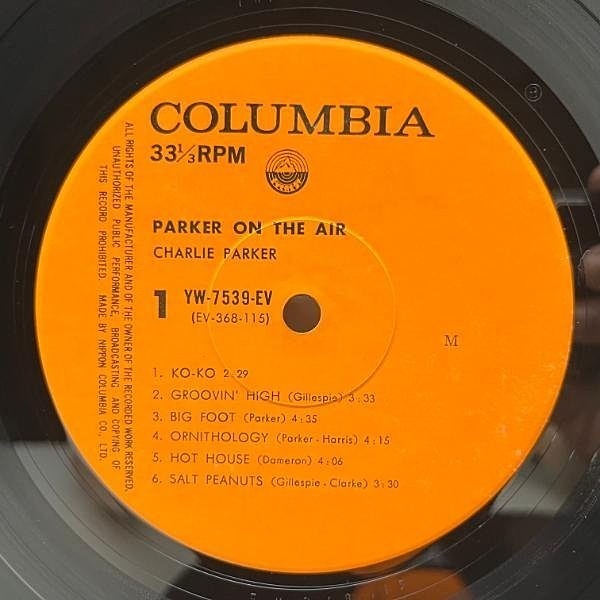 COLUMBIA
33 1/3 RPM
PARKER ON THE AIR
CHARLIE PARKER
1 YW-7539-EV
(EV-368-115)
M
1. KO-KO 2:29
2. GROOVIN' HIGH (Gillespie) 3:33
3. BIG FOOT (Parker) 4:35
4. ORNITHOLOGY (Parker-Harris) 4:15
5. HOT HOUSE (Dameron) 4:06
6. SALT PEANUTS (Gillespie-Clarke) 3:30
ALL RIGHTS OF THE MANUFACTURER AND OF THE OWNER OF THE RECORDED WORK RESERVED.
UNAUTHORIZED PUBLIC PERFORMANCE, BROADCASTING AND COPYING OF
THIS RECORD PROHIBITED. MADE BY NIPPON COLUMBIA CO., LTD.